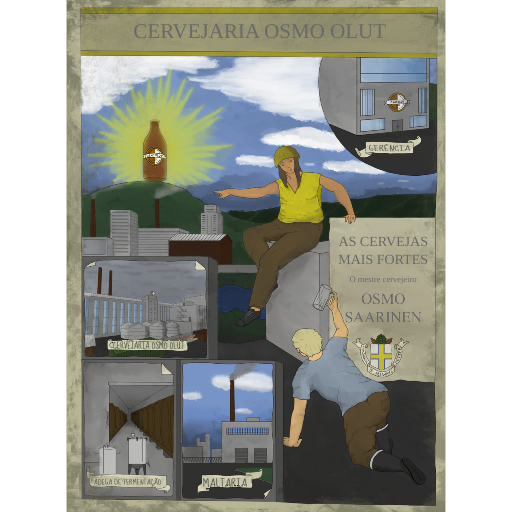 CERVEJARIA OSMO OLUT
GERÊNCIA
AS CERVEJAS
MAIS FORTES
O mestre cervejeiro
OSMO
SAARINEN
CERVEJARIA OSMO OLUT
ADEGA DE FERMENTAÇÃO
MALTARIA